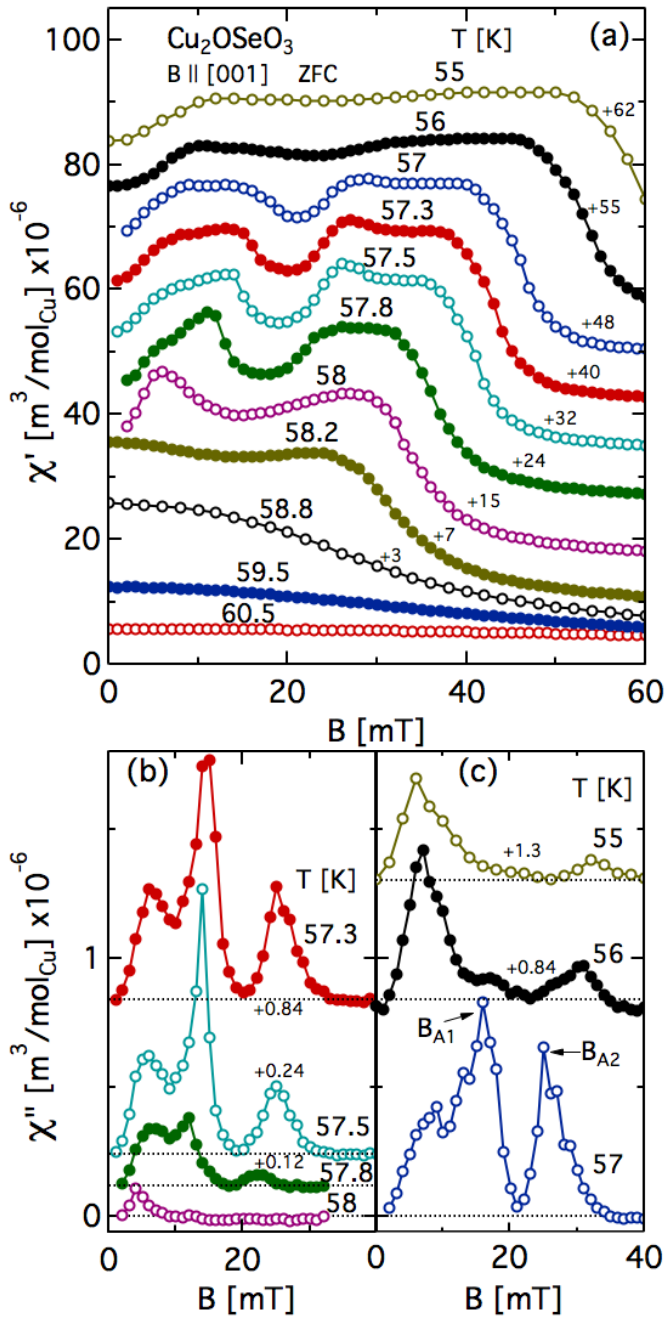 100
80
60
40
20
0
χ' [m³/mol_Cu] x10⁻⁶
Cu₂OSeO₃ T [K] (a)
B || [001] ZFC
55
+62
56
+55
57
57.3
57.5
+48
57.8
+40
58
+32
58.2
+24
+15
58.8
+7
+3
59.5
60.5
0 20 40 60
B [mT]
χ'' [m³/mol_Cu] x10⁻⁶
1
0
(b)
T [K]
57.3
+0.84
+0.24
57.5
+0.12
57.8
58
0 20
B [mT]
(c)
T [K]
55
+1.3
56
+0.84
B_A1
B_A2
57
0 20 40
B [mT]